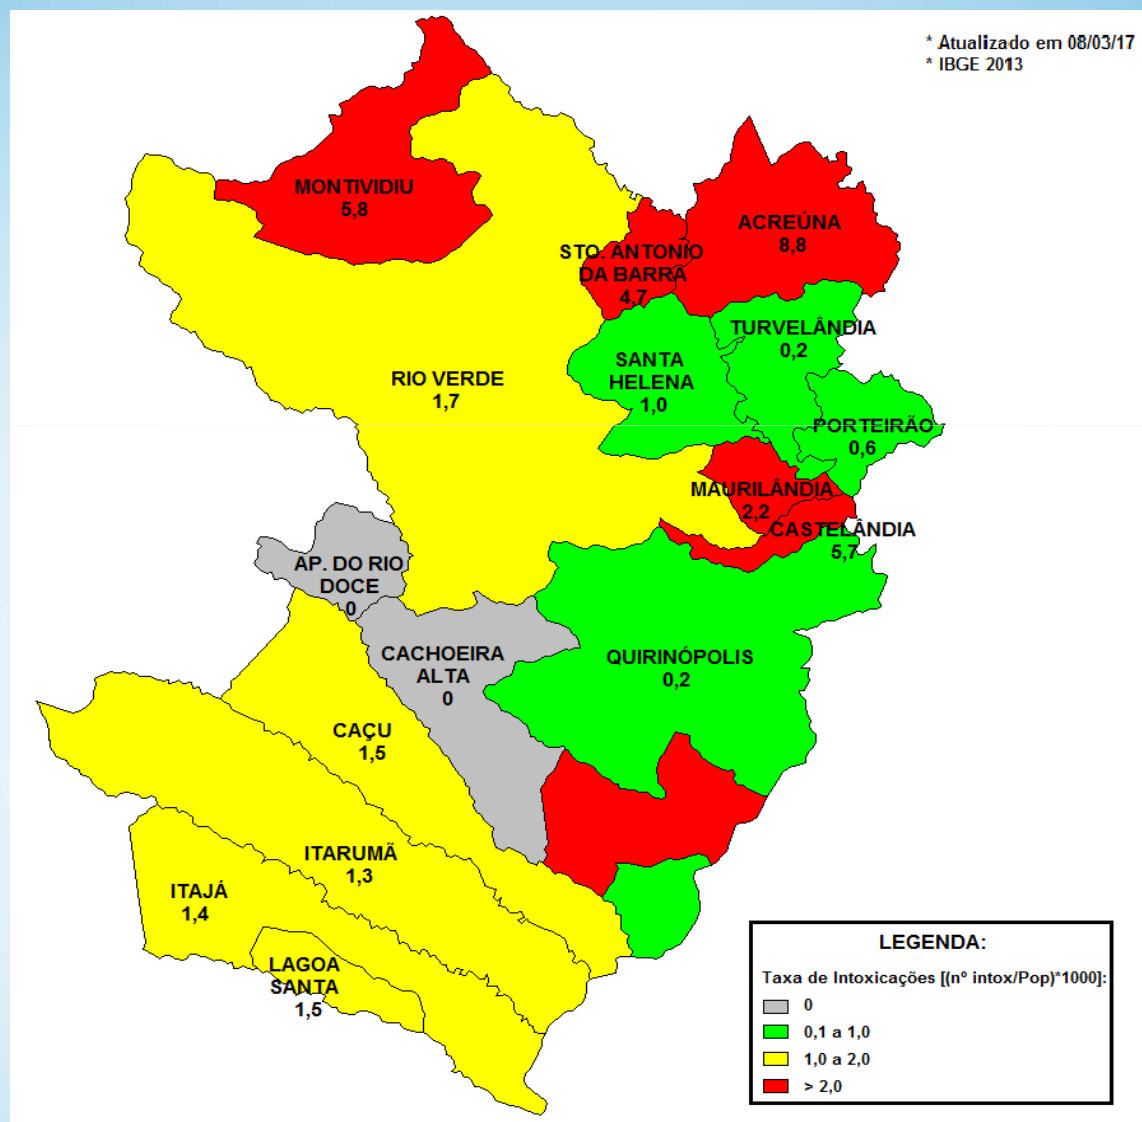 * Atualizado em 08/03/17
* IBGE 2013
MONTIVIDIU
5,8
ACREÚNA
8,8
STO. ANTONIO
DA BARRA
4,7
TURVELÂNDIA
0,2
SANTA
HELENA
1,0
RIO VERDE
1,7
PORTEIRÃO
0,6
MAURILÂNDIA
2,2
CASTELÂNDIA
5,7
AP. DO RIO
DOCE
0
CACHOEIRA
ALTA
0
QUIRINÓPOLIS
0,2
CAÇU
1,5
ITARUMÃ
1,3
ITAJÁ
1,4
LAGOA
SANTA
1,5
LEGENDA:
Taxa de Intoxicações [(nº intox/Pop)*1000]:
0
0,1 a 1,0
1,0 a 2,0
> 2,0